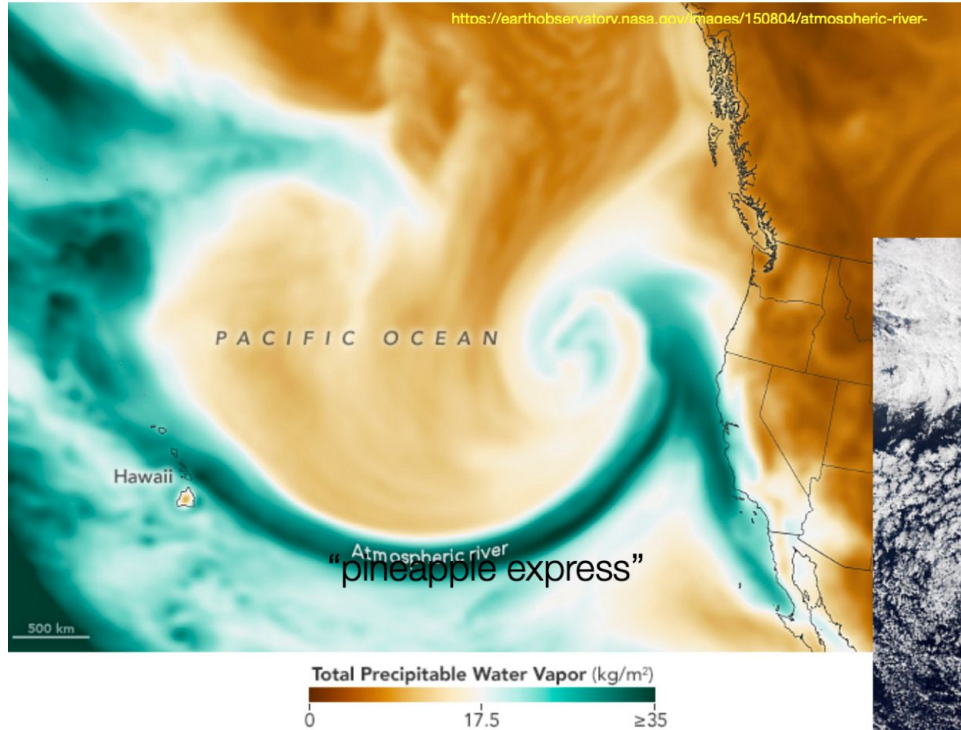 https://earthobservatory.nasa.gov/images/150804/atmospheric-river-
PACIFIC OCEAN
Hawaii
Atmospheric river
"pineapple express"
500 km
Total Precipitable Water Vapor (kg/m²)
0 17.5 ≥35